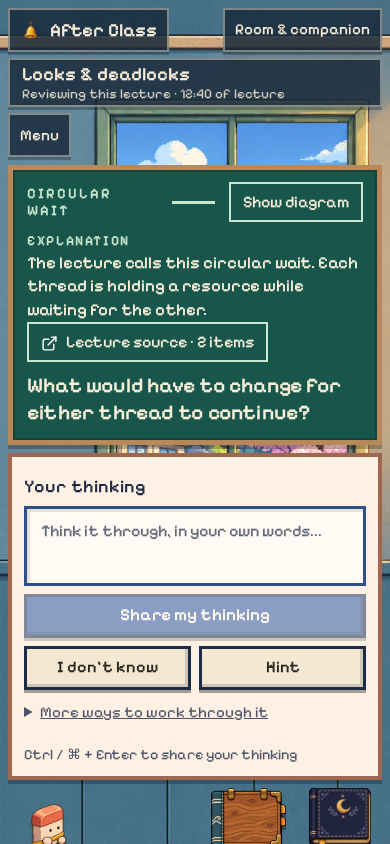 After Class
Room & companion
Locks & deadlocks
Reviewing this lecture · 12:40 of lecture
Menu
CIRCULAR
WAIT
Show diagram
EXPLANATION
The lecture calls this circular wait. Each
thread is holding a resource while
waiting for the other.
Lecture source · 2 items
What would have to change for
either thread to continue?
Your thinking
Think it through, in your own words...
Share my thinking
I don't know
Hint
More ways to work through it
Ctrl / ⌘ + Enter to share your thinking